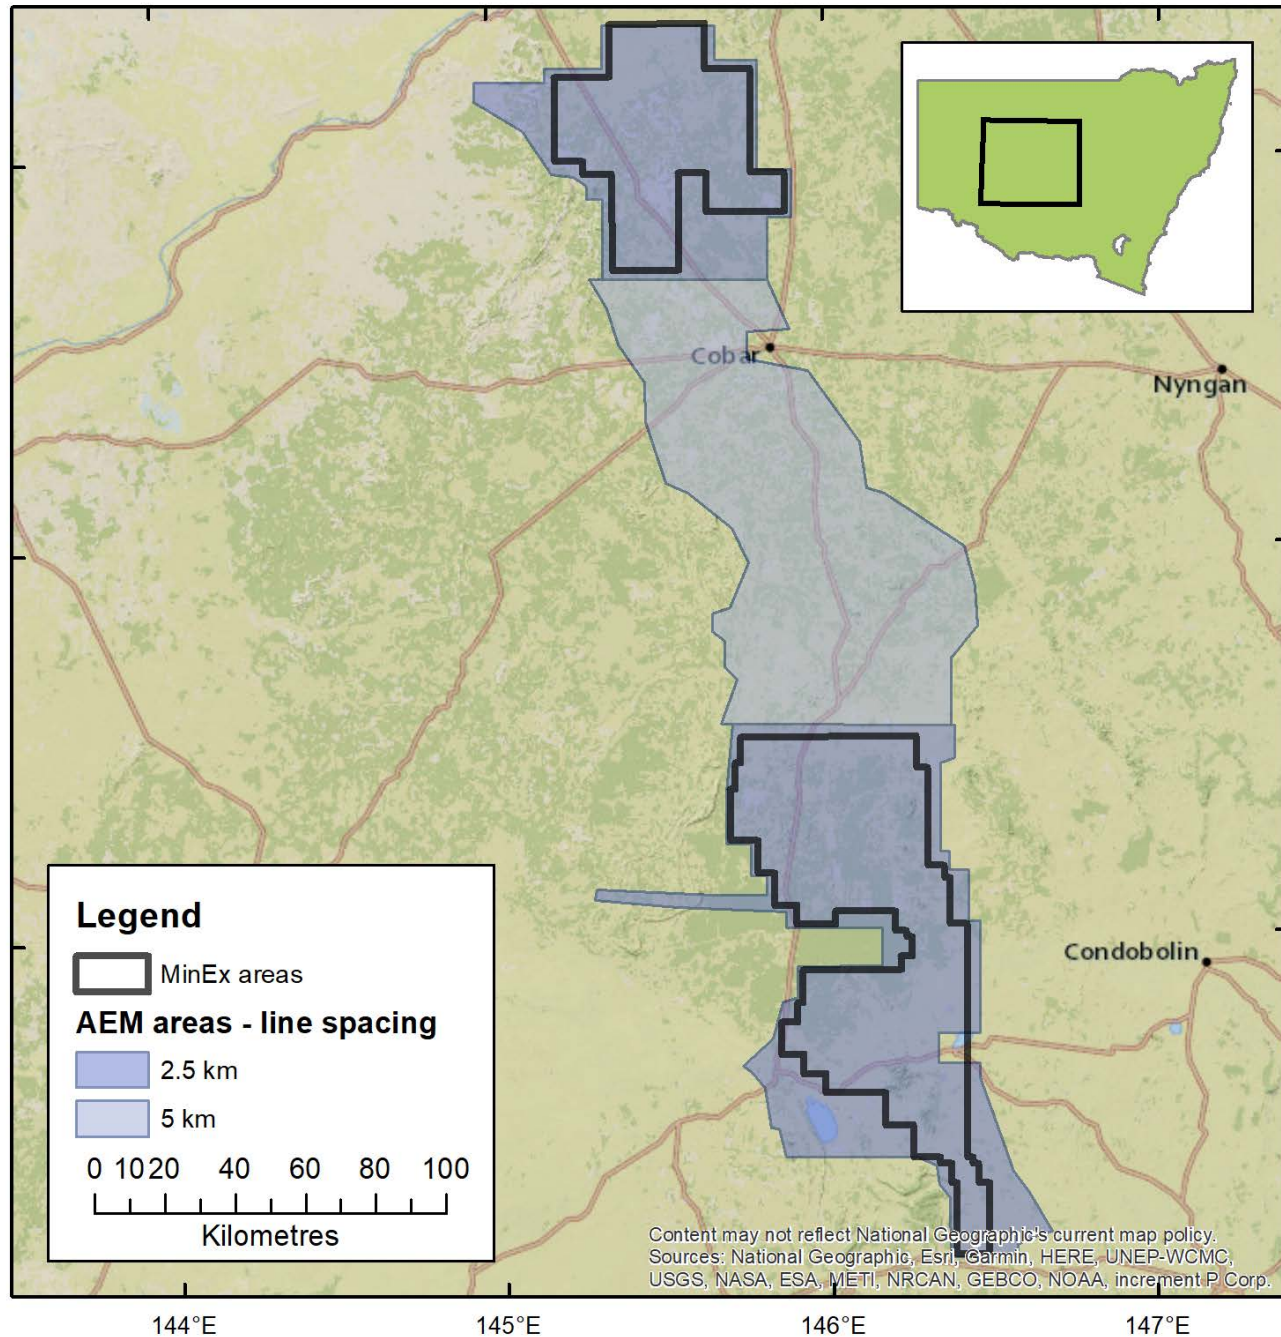 Cobar
Nyngan
Condobolin
Legend
MinEx areas
AEM areas - line spacing
2.5 km
5 km
0 10 20 40 60 80 100
Kilometres
Content may not reflect National Geographic's current map policy.
Sources: National Geographic, Esri, Garmin, HERE, UNEP-WCMC,
USGS, NASA, ESA, METI, NRCAN, GEBCO, NOAA, increment P Corp.
144°E 145°E 146°E 147°E